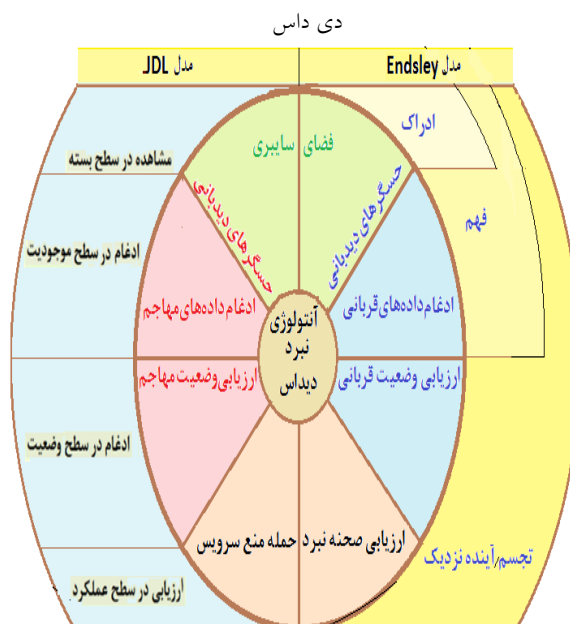 دی داس
مدل Endsley
مدل JDL
ادراک
فهم
تجسم/آینده نزدیک
مشاهده در سطح بسته
ادغام در سطح موجودیت
ادغام در سطح وضعیت
ارزیابی در سطح عملکرد
فضای سایبری
حسگرهای دیدبانی
حسگرهای دیدبانی
ادغام داده‌های قربانی
ادغام داده‌های مهاجم
آنتولوژی
نبرد
دیداس
ارزیابی وضعیت قربانی
ارزیابی وضعیت مهاجم
ارزیابی صحنه نبرد
حمله منع سرویس